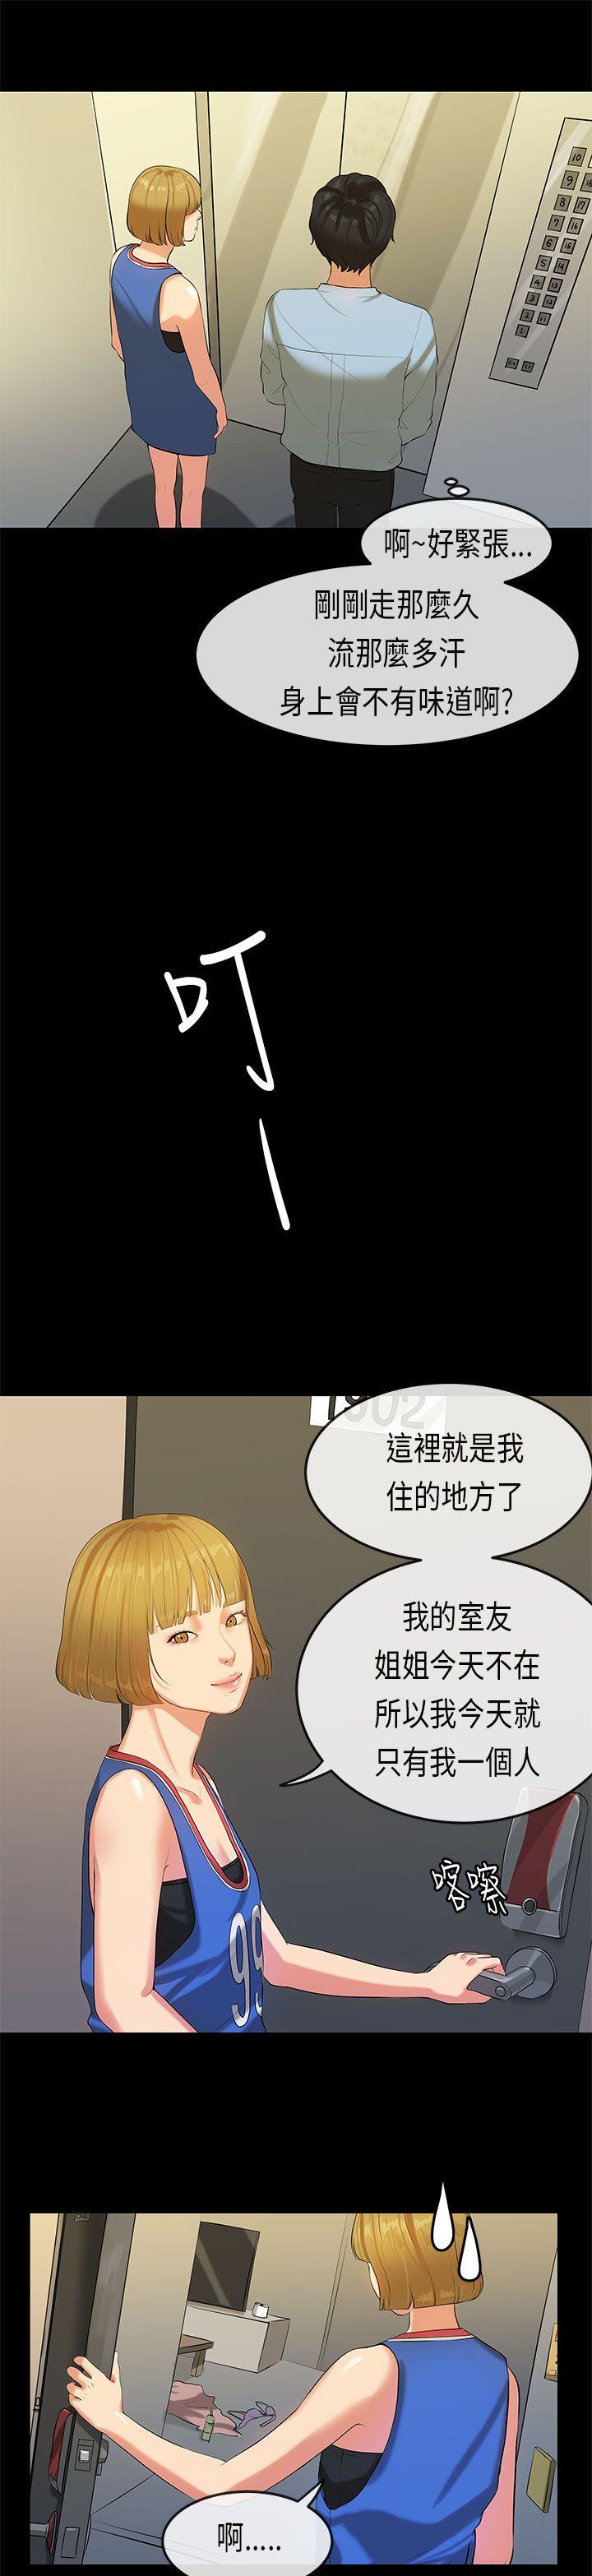 啊~好緊張...
剛剛走那麼久
流那麼多汗
身上會不有味道啊?
叮—
1902
這裡就是我
住的地方了
我的室友
姐姐今天不在
所以我今天就
只有我一個人
喀嚓
99
啊.....